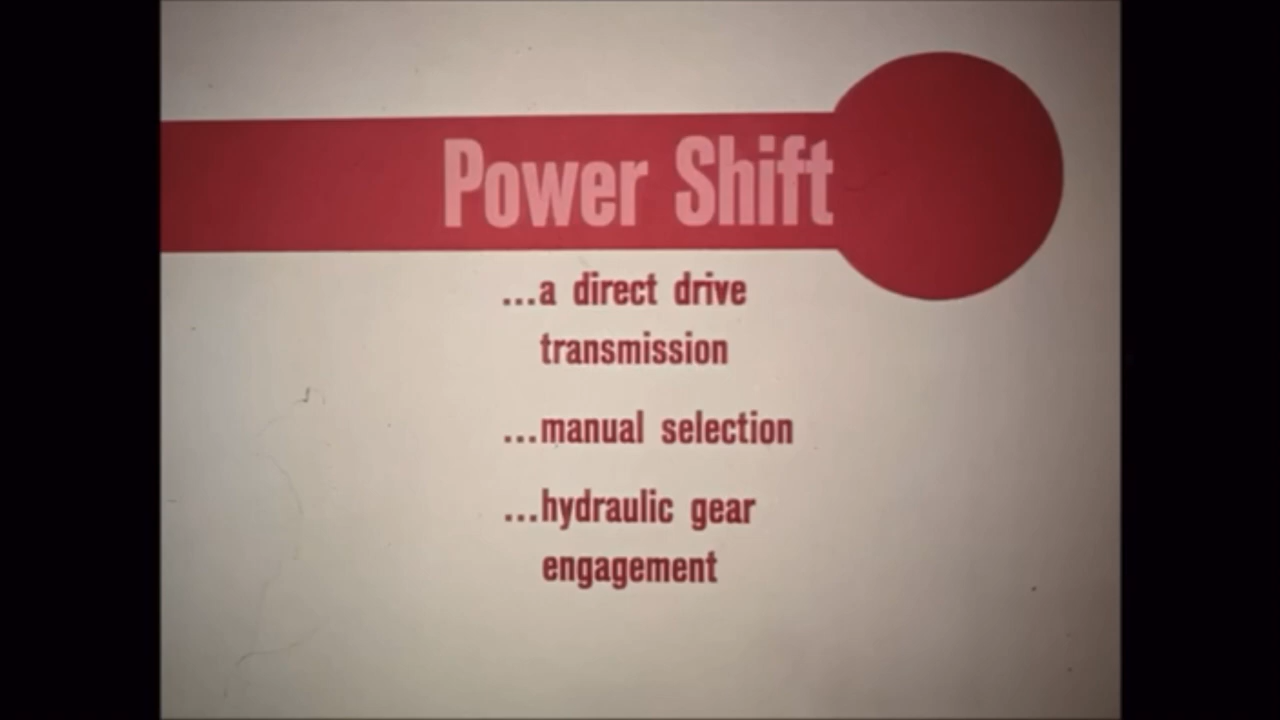 Power Shift
...a direct drive
transmission
...manual selection
...hydraulic gear
engagement